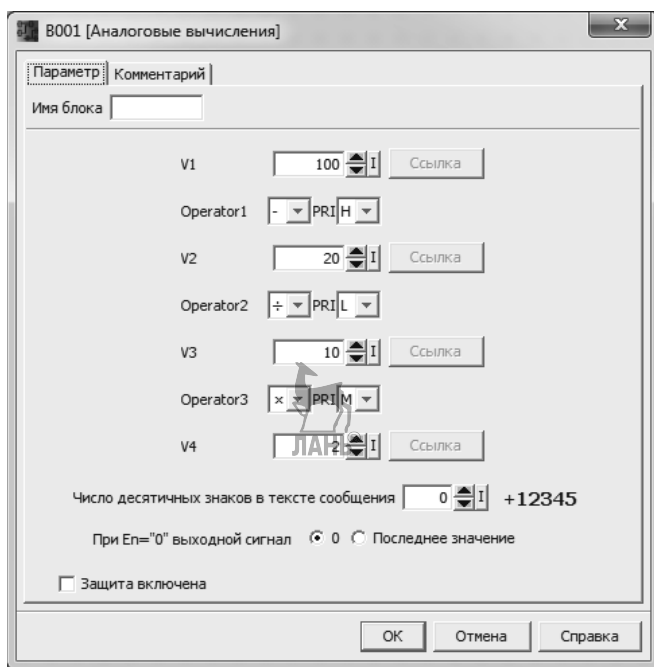 B001 [Аналоговые вычисления]
Параметр Комментарий
Имя блока
V1 100 I Ссылка
Operator1 - PRI H
V2 20 I Ссылка
Operator2 ÷ PRI L
V3 10 I Ссылка
Operator3 × PRI M
ЛАНЬ®
V4 2 I Ссылка
Число десятичных знаков в тексте сообщения 0 I +12345
При En="0" выходной сигнал 0 Последнее значение
Защита включена
OK Отмена Справка